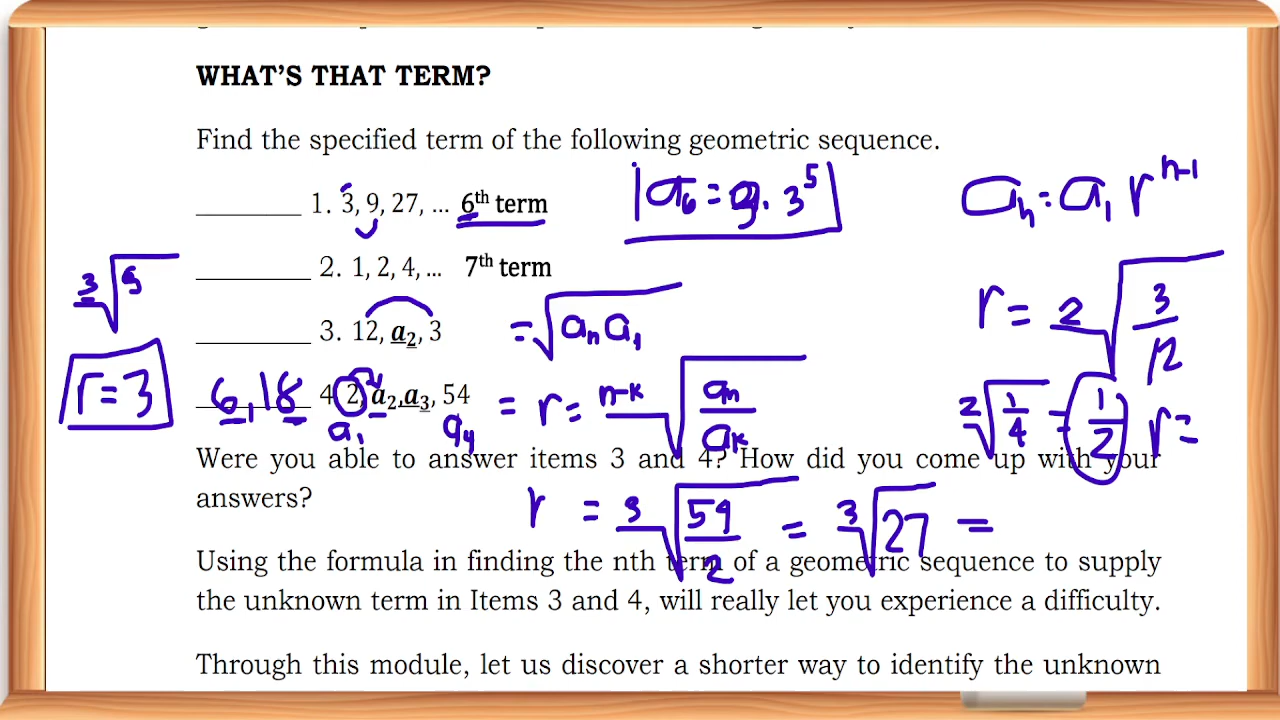 WHAT'S THAT TERM?
Find the specified term of the following geometric sequence.
__________ 1. 3, 9, 27, ... 6th term
a6 = 3^5
an = a1 r^n-1
__________ 2. 1, 2, 4, ... 7th term
3√
r = 2√3/12
__________ 3. 12, a2, 3
= √an a1
r = 3
6, 18
__________ 4. 2, a2, a3, 54
a1
a4
= r = n-k√an/ak
2√1/4 = 1/2 r =
Were you able to answer items 3 and 4? How did you come up with your
answers?
r = 3√54/2 = 3√27 =
Using the formula in finding the nth term of a geometric sequence to supply
the unknown term in Items 3 and 4, will really let you experience a difficulty.
Through this module, let us discover a shorter way to identify the unknown